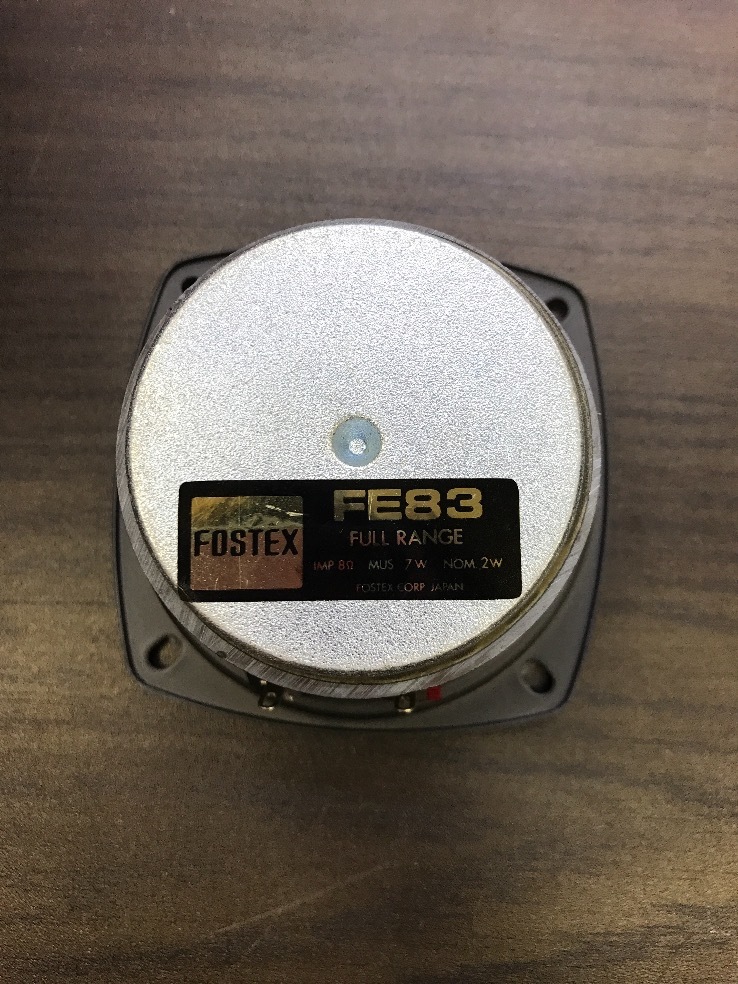 FOSTEX
FE83
FULL RANGE
IMP 8Ω MUS 7W NOM. 2W
FOSTEX CORP. JAPAN